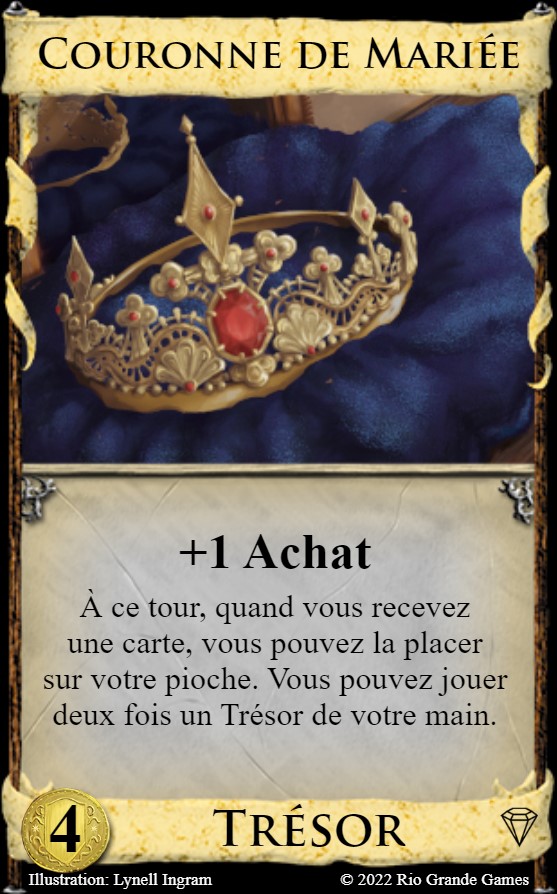 Couronne de Mariée
+1 Achat
À ce tour, quand vous recevez
une carte, vous pouvez la placer
sur votre pioche. Vous pouvez jouer
deux fois un Trésor de votre main.
4
Trésor
Illustration: Lynell Ingram
© 2022 Rio Grande Games